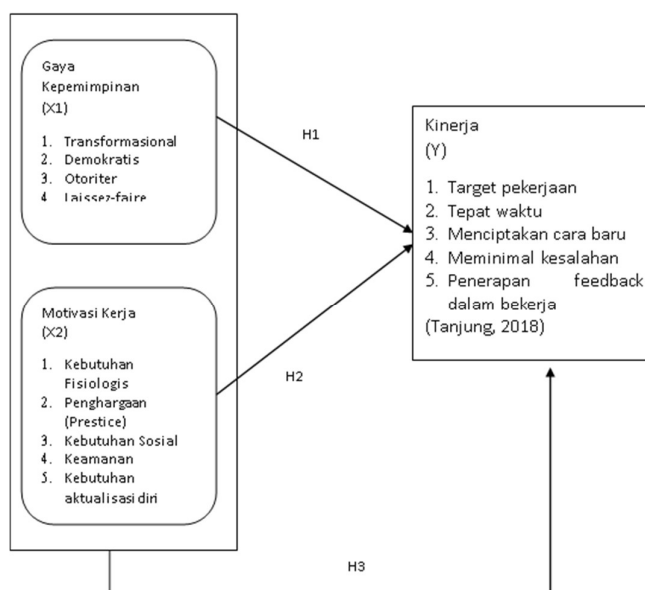 Gaya
Kepemimpinan
(X1)
1. Transformasional
2. Demokratis
3. Otoriter
4. Laissez-faire
H1
Kinerja
(Y)
1. Target pekerjaan
2. Tepat waktu
3. Menciptakan cara baru
4. Meminimal kesalahan
5. Penerapan feedback
dalam bekerja
(Tanjung, 2018)
Motivasi Kerja
(X2)
1. Kebutuhan
Fisiologis
2. Penghargaan
(Prestice)
3. Kebutuhan Sosial
4. Keamanan
5. Kebutuhan
aktualisasi diri
H2
H3